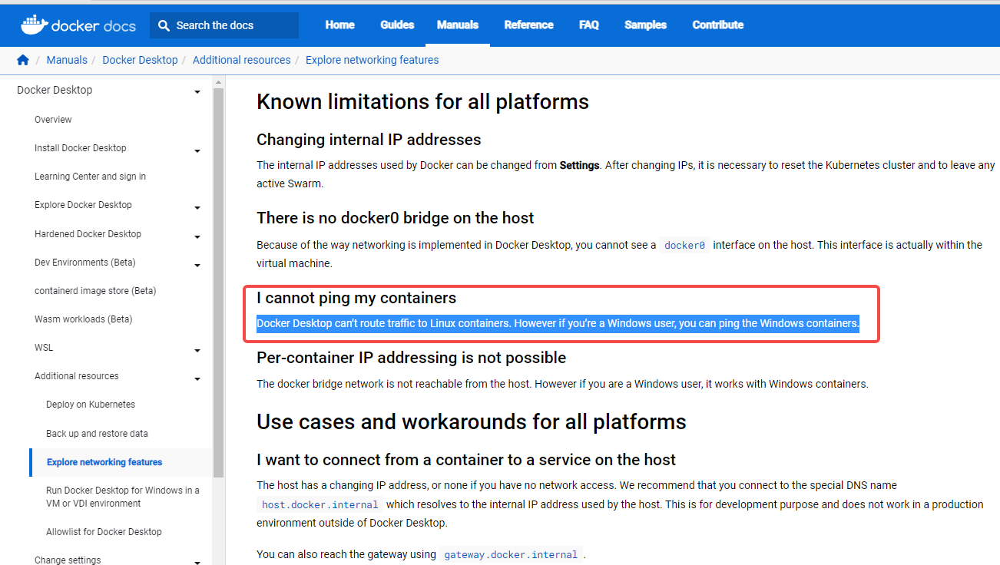 docker docs
Search the docs
Home Guides Manuals Reference FAQ Samples Contribute
/ Manuals / Docker Desktop / Additional resources / Explore networking features
Docker Desktop
Overview
Install Docker Desktop
Learning Center and sign in
Explore Docker Desktop
Hardened Docker Desktop
Dev Environments (Beta)
containerd image store (Beta)
Wasm workloads (Beta)
WSL
Additional resources
Deploy on Kubernetes
Back up and restore data
Explore networking features
Run Docker Desktop for Windows in a
VM or VDI environment
Allowlist for Docker Desktop
Change settings
Known limitations for all platforms
Changing internal IP addresses
The internal IP addresses used by Docker can be changed from Settings. After changing IPs, it is necessary to reset the Kubernetes cluster and to leave any
active Swarm.
There is no docker0 bridge on the host
Because of the way networking is implemented in Docker Desktop, you cannot see a docker0 interface on the host. This interface is actually within the
virtual machine.
I cannot ping my containers
Docker Desktop can’t route traffic to Linux containers. However if you’re a Windows user, you can ping the Windows containers.
Per-container IP addressing is not possible
The docker bridge network is not reachable from the host. However if you are a Windows user, it works with Windows containers.
Use cases and workarounds for all platforms
I want to connect from a container to a service on the host
The host has a changing IP address, or none if you have no network access. We recommend that you connect to the special DNS name
host.docker.internal which resolves to the internal IP address used by the host. This is for development purpose and does not work in a production
environment outside of Docker Desktop.
You can also reach the gateway using gateway.docker.internal .